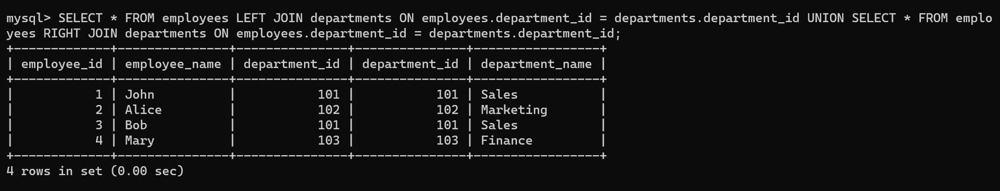 mysql> SELECT * FROM employees LEFT JOIN departments ON employees.department_id = departments.department_id UNION SELECT * FROM emplo
yees RIGHT JOIN departments ON employees.department_id = departments.department_id;
+-------------+---------------+---------------+---------------+-----------------+
| employee_id | employee_name | department_id | department_id | department_name |
+-------------+---------------+---------------+---------------+-----------------+
|           1 | John          |           101 |           101 | Sales           |
|           2 | Alice         |           102 |           102 | Marketing       |
|           3 | Bob           |           101 |           101 | Sales           |
|           4 | Mary          |           103 |           103 | Finance         |
+-------------+---------------+---------------+---------------+-----------------+
4 rows in set (0.00 sec)